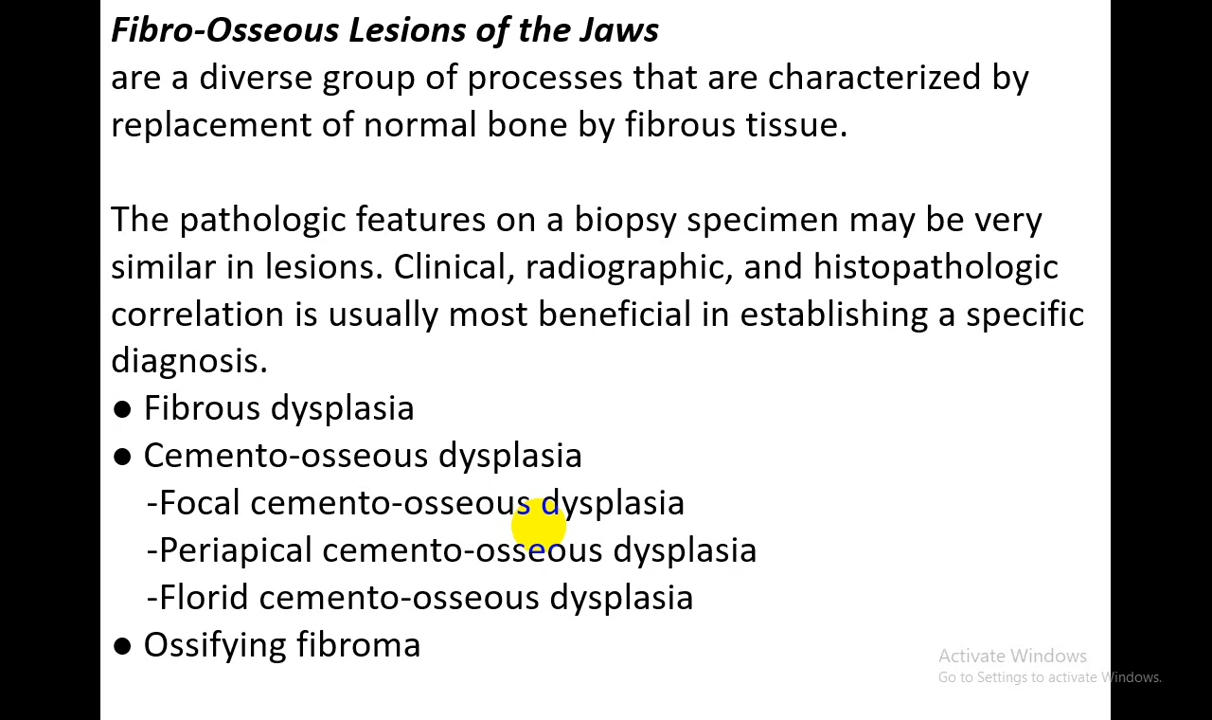 Fibro-Osseous Lesions of the Jaws
are a diverse group of processes that are characterized by
replacement of normal bone by fibrous tissue.
The pathologic features on a biopsy specimen may be very
similar in lesions. Clinical, radiographic, and histopathologic
correlation is usually most beneficial in establishing a specific
diagnosis.
● Fibrous dysplasia
● Cemento-osseous dysplasia
-Focal cemento-osseous dysplasia
-Periapical cemento-osseous dysplasia
-Florid cemento-osseous dysplasia
● Ossifying fibroma
Activate Windows
Go to Settings to activate Windows.